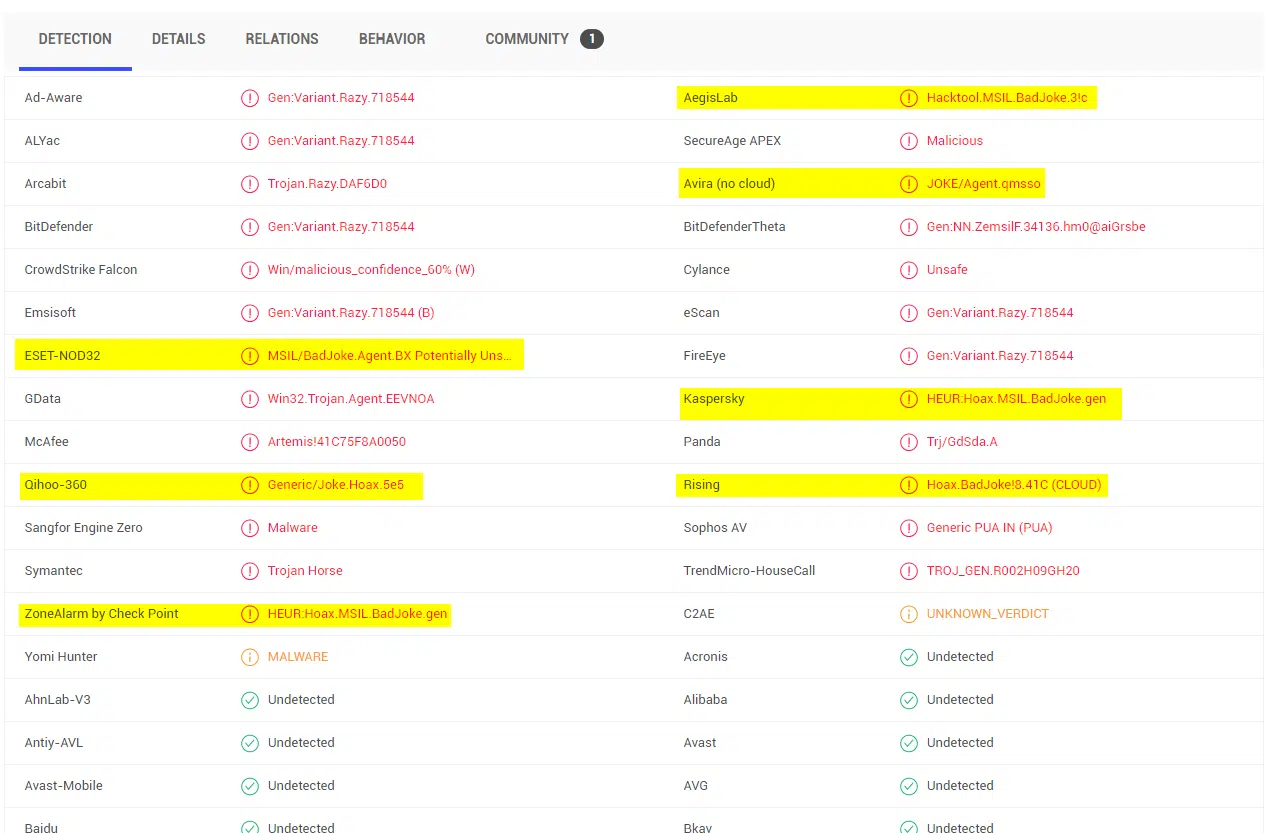 DETECTION DETAILS RELATIONS BEHAVIOR COMMUNITY 1
Ad-Aware Gen:Variant.Razy.718544 AegisLab Hacktool.MSIL.BadJoke.3!c
ALYac Gen:Variant.Razy.718544 SecureAge APEX Malicious
Arcabit Trojan.Razy.DAF6D0 Avira (no cloud) JOKE/Agent.qmsso
BitDefender Gen:Variant.Razy.718544 BitDefenderTheta Gen:NN.ZemsilF.34136.hm0@aiGrsbe
CrowdStrike Falcon Win/malicious_confidence_60% (W) Cylance Unsafe
Emsisoft Gen:Variant.Razy.718544 (B) eScan Gen:Variant.Razy.718544
ESET-NOD32 MSIL/BadJoke.Agent.BX Potentially Uns... FireEye Gen:Variant.Razy.718544
GData Win32.Trojan.Agent.EEVNOA Kaspersky HEUR:Hoax.MSIL.BadJoke.gen
McAfee Artemis!41C75F8A0050 Panda Trj/GdSda.A
Qihoo-360 Generic/Joke.Hoax.5e5 Rising Hoax.BadJoke!8.41C (CLOUD)
Sangfor Engine Zero Malware Sophos AV Generic PUA IN (PUA)
Symantec Trojan Horse TrendMicro-HouseCall TROJ_GEN.R002H09GH20
ZoneAlarm by Check Point HEUR:Hoax.MSIL.BadJoke.gen C2AE UNKNOWN_VERDICT
Yomi Hunter MALWARE Acronis Undetected
AhnLab-V3 Undetected Alibaba Undetected
Antiy-AVL Undetected Avast Undetected
Avast-Mobile Undetected AVG Undetected
Baidu Undetected Bkav Undetected